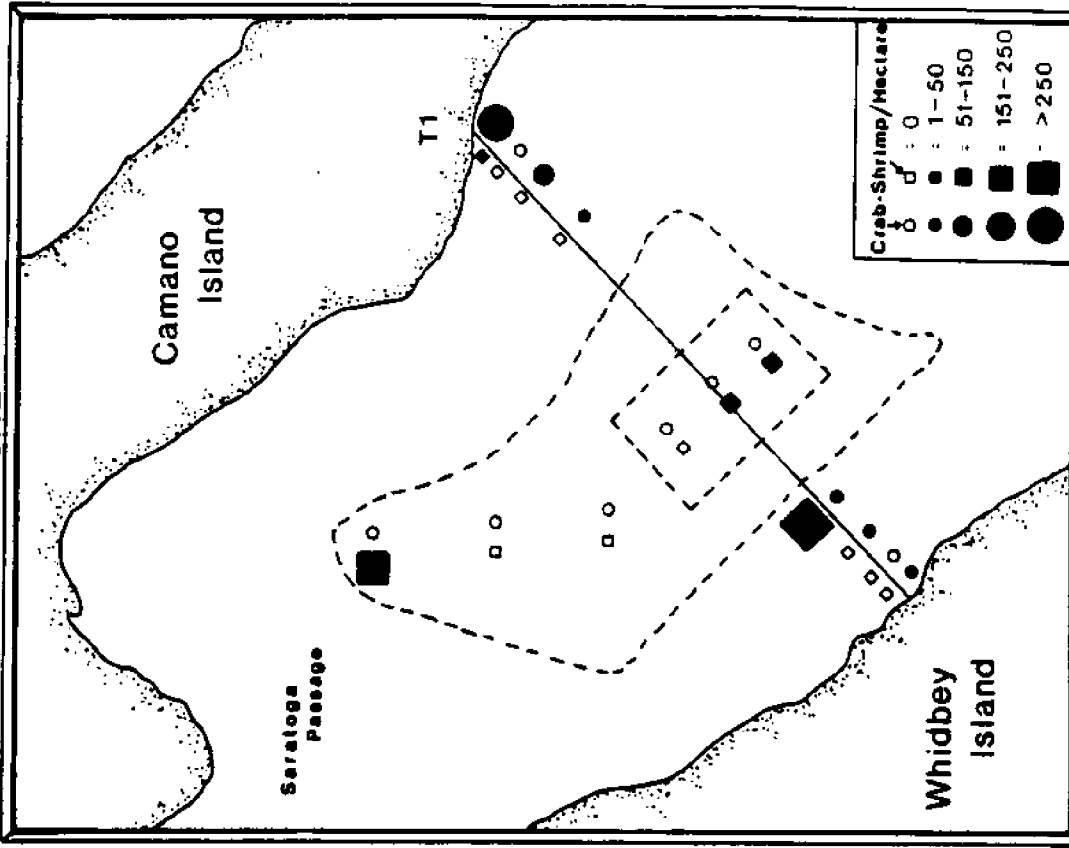 Camano
Island
T1
Saratoga
Passage
Whidbey
Island
Crab-Shrimp/Hectare
= 0
= 1-50
= 51-150
= 151-250
- >250